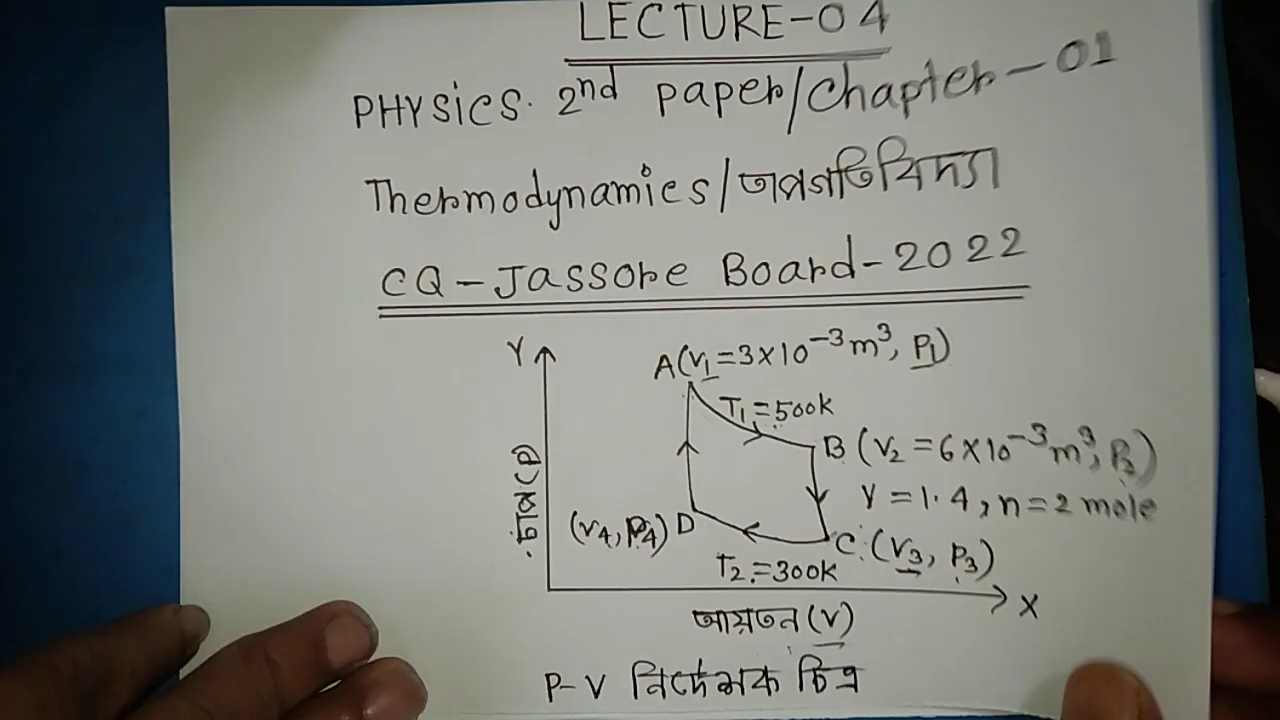 LECTURE-04
PHYSICS. 2nd paper/chapter-01
Thermodynamics/তাপগতিবিদ্যা
CQ-Jassore Board-2022
Y
A(V₁=3×10⁻³m³, P₁)
T₁=500k
B (V₂=6×10⁻³m³, P₂)
চাপ(P)
γ=1.4, n=2 mole
(V₄, P₄) D
C (V₃, P₃)
T₂=300k
X
আয়তন(V)
P-V নির্দেশক চিত্র